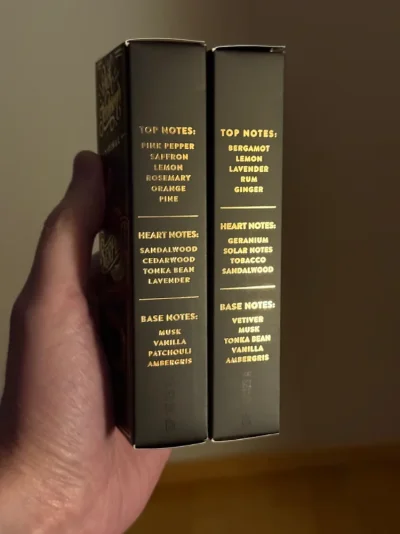 TOP NOTES:
PINK PEPPER
SAFFRON
LEMON
ROSEMARY
ORANGE
PINE
HEART NOTES:
SANDALWOOD
CEDARWOOD
TONKA BEAN
LAVENDER
BASE NOTES:
MUSK
VANILLA
PATCHOULI
AMBERGRIS
TOP NOTES:
BERGAMOT
LEMON
LAVENDER
RUM
GINGER
HEART NOTES:
GERANIUM
SOLAR NOTES
TOBACCO
SANDALWOOD
BASE NOTES:
VETIVER
MUSK
TONKA BEAN
VANILLA
AMBERGRIS